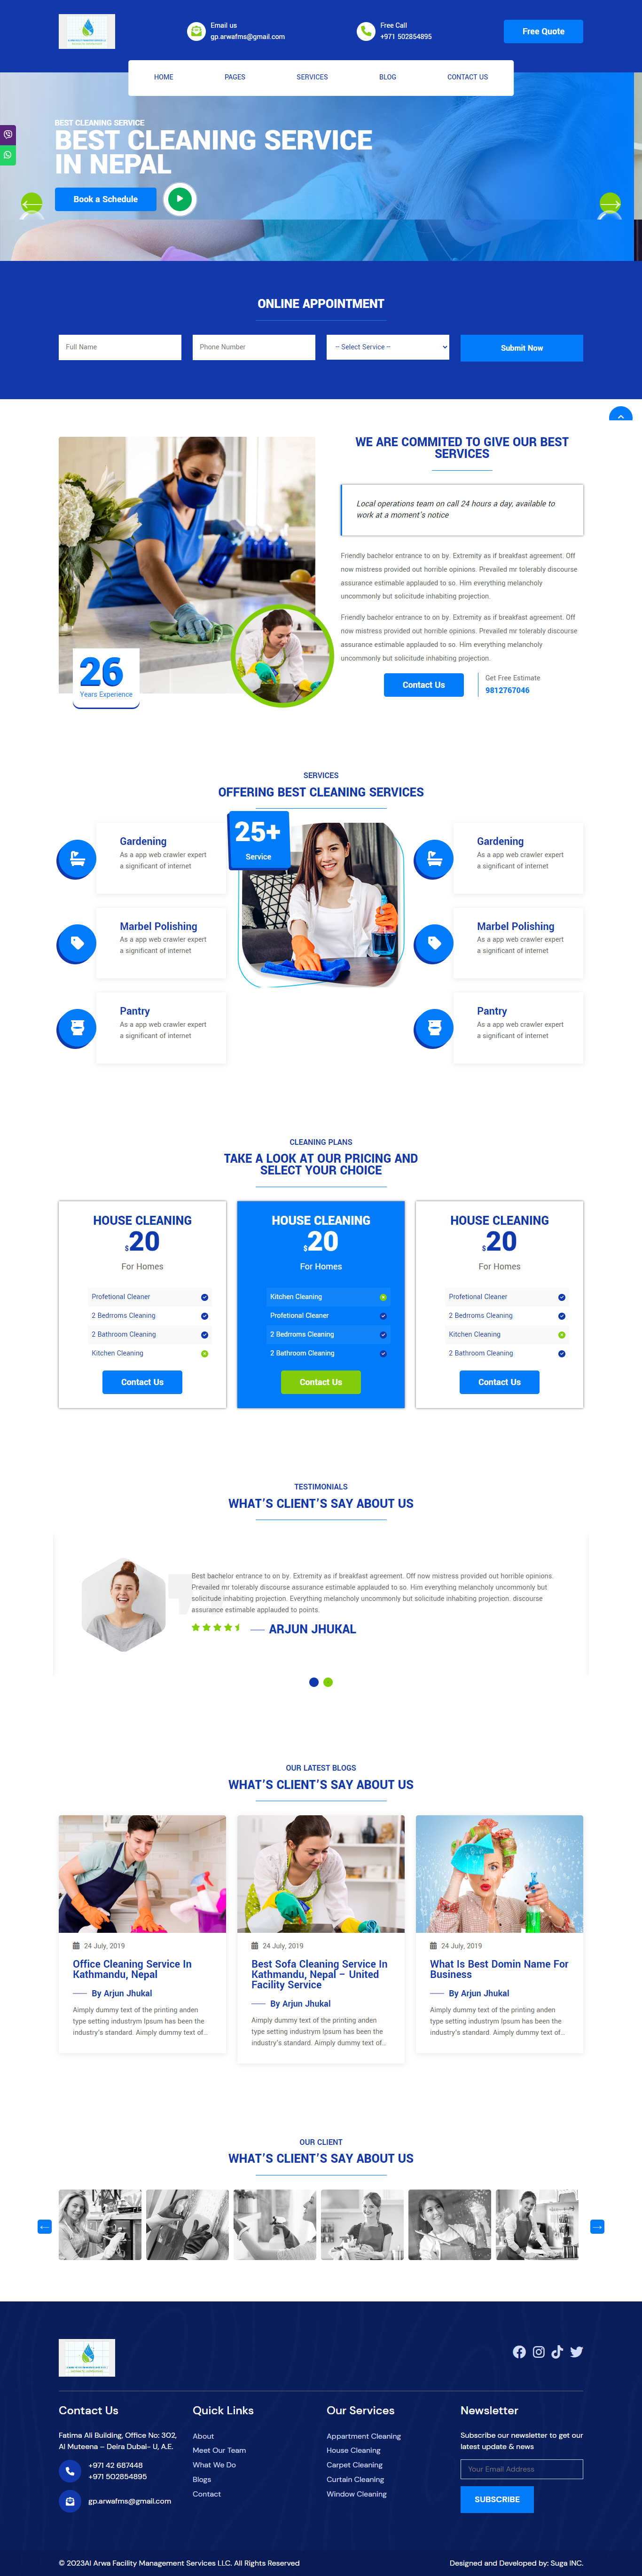 Email us
gp.arwafms@gmail.com
Free Call
+971 502854895
Free Quote
HOME
PAGES
SERVICES
BLOG
CONTACT US
BEST CLEANING SERVICE
BEST CLEANING SERVICE
IN NEPAL
Book a Schedule
ONLINE APPOINTMENT
Full Name
Phone Number
-- Select Service --
Submit Now
WE ARE COMMITED TO GIVE OUR BEST
SERVICES
Local operations team on call 24 hours a day, available to
work at a moment's notice
Friendly bachelor entrance to on by. Extremity as if breakfast agreement. Off
now mistress provided out horrible opinions. Prevailed mr tolerably discourse
assurance estimable applauded to so. Him everything melancholy
uncommonly but solicitude inhabiting projection.
Friendly bachelor entrance to on by. Extremity as if breakfast agreement. Off
now mistress provided out horrible opinions. Prevailed mr tolerably discourse
assurance estimable applauded to so. Him everything melancholy
uncommonly but solicitude inhabiting projection.
26
Years Experience
Contact Us
Get Free Estimate
9812767046
SERVICES
OFFERING BEST CLEANING SERVICES
Gardening
As a app web crawler expert
a significant of internet
Marbel Polishing
As a app web crawler expert
a significant of internet
Pantry
As a app web crawler expert
a significant of internet
25+
Service
Gardening
As a app web crawler expert
a significant of internet
Marbel Polishing
As a app web crawler expert
a significant of internet
Pantry
As a app web crawler expert
a significant of internet
CLEANING PLANS
TAKE A LOOK AT OUR PRICING AND
SELECT YOUR CHOICE
HOUSE CLEANING
$20
For Homes
Profetional Cleaner
2 Bedrroms Cleaning
2 Bathroom Cleaning
Kitchen Cleaning
Contact Us
HOUSE CLEANING
$20
For Homes
Kitchen Cleaning
Profetional Cleaner
2 Bedrroms Cleaning
2 Bathroom Cleaning
Contact Us
HOUSE CLEANING
$20
For Homes
Profetional Cleaner
2 Bedrroms Cleaning
Kitchen Cleaning
2 Bathroom Cleaning
Contact Us
TESTIMONIALS
WHAT'S CLIENT'S SAY ABOUT US
Best bachelor entrance to on by. Extremity as if breakfast agreement. Off now mistress provided out horrible opinions.
Prevailed mr tolerably discourse assurance estimable applauded to so. Him everything melancholy uncommonly but
solicitude inhabiting projection. Everything melancholy uncommonly but solicitude inhabiting projection. discourse
assurance estimable applauded to points.
ARJUN JHUKAL
OUR LATEST BLOGS
WHAT'S CLIENT'S SAY ABOUT US
24 July, 2019
Office Cleaning Service In
Kathmandu, Nepal
By Arjun Jhukal
Aimply dummy text of the printing anden
type setting industrym Ipsum has been the
industry's standard. Aimply dummy text of...
24 July, 2019
Best Sofa Cleaning Service In
Kathmandu, Nepal – United
Facility Service
By Arjun Jhukal
Aimply dummy text of the printing anden
type setting industrym Ipsum has been the
industry's standard. Aimply dummy text of...
24 July, 2019
What Is Best Domin Name For
Business
By Arjun Jhukal
Aimply dummy text of the printing anden
type setting industrym Ipsum has been the
industry's standard. Aimply dummy text of...
OUR CLIENT
WHAT'S CLIENT'S SAY ABOUT US
Contact Us
Fatima Ali Building, Office No: 302,
Al Muteena – Deira Dubai- U, A.E.
+971 42 687448
+971 502854895
gp.arwafms@gmail.com
Quick Links
About
Meet Our Team
What We Do
Blogs
Contact
Our Services
Appartment Cleaning
House Cleaning
Carpet Cleaning
Curtain Cleaning
Window Cleaning
Newsletter
Subscribe our newsletter to get our
latest update & news
Your Email Address
SUBSCRIBE
© 2023Al Arwa Facility Management Services LLC. All Rights Reserved
Designed and Developed by: Suga INC.